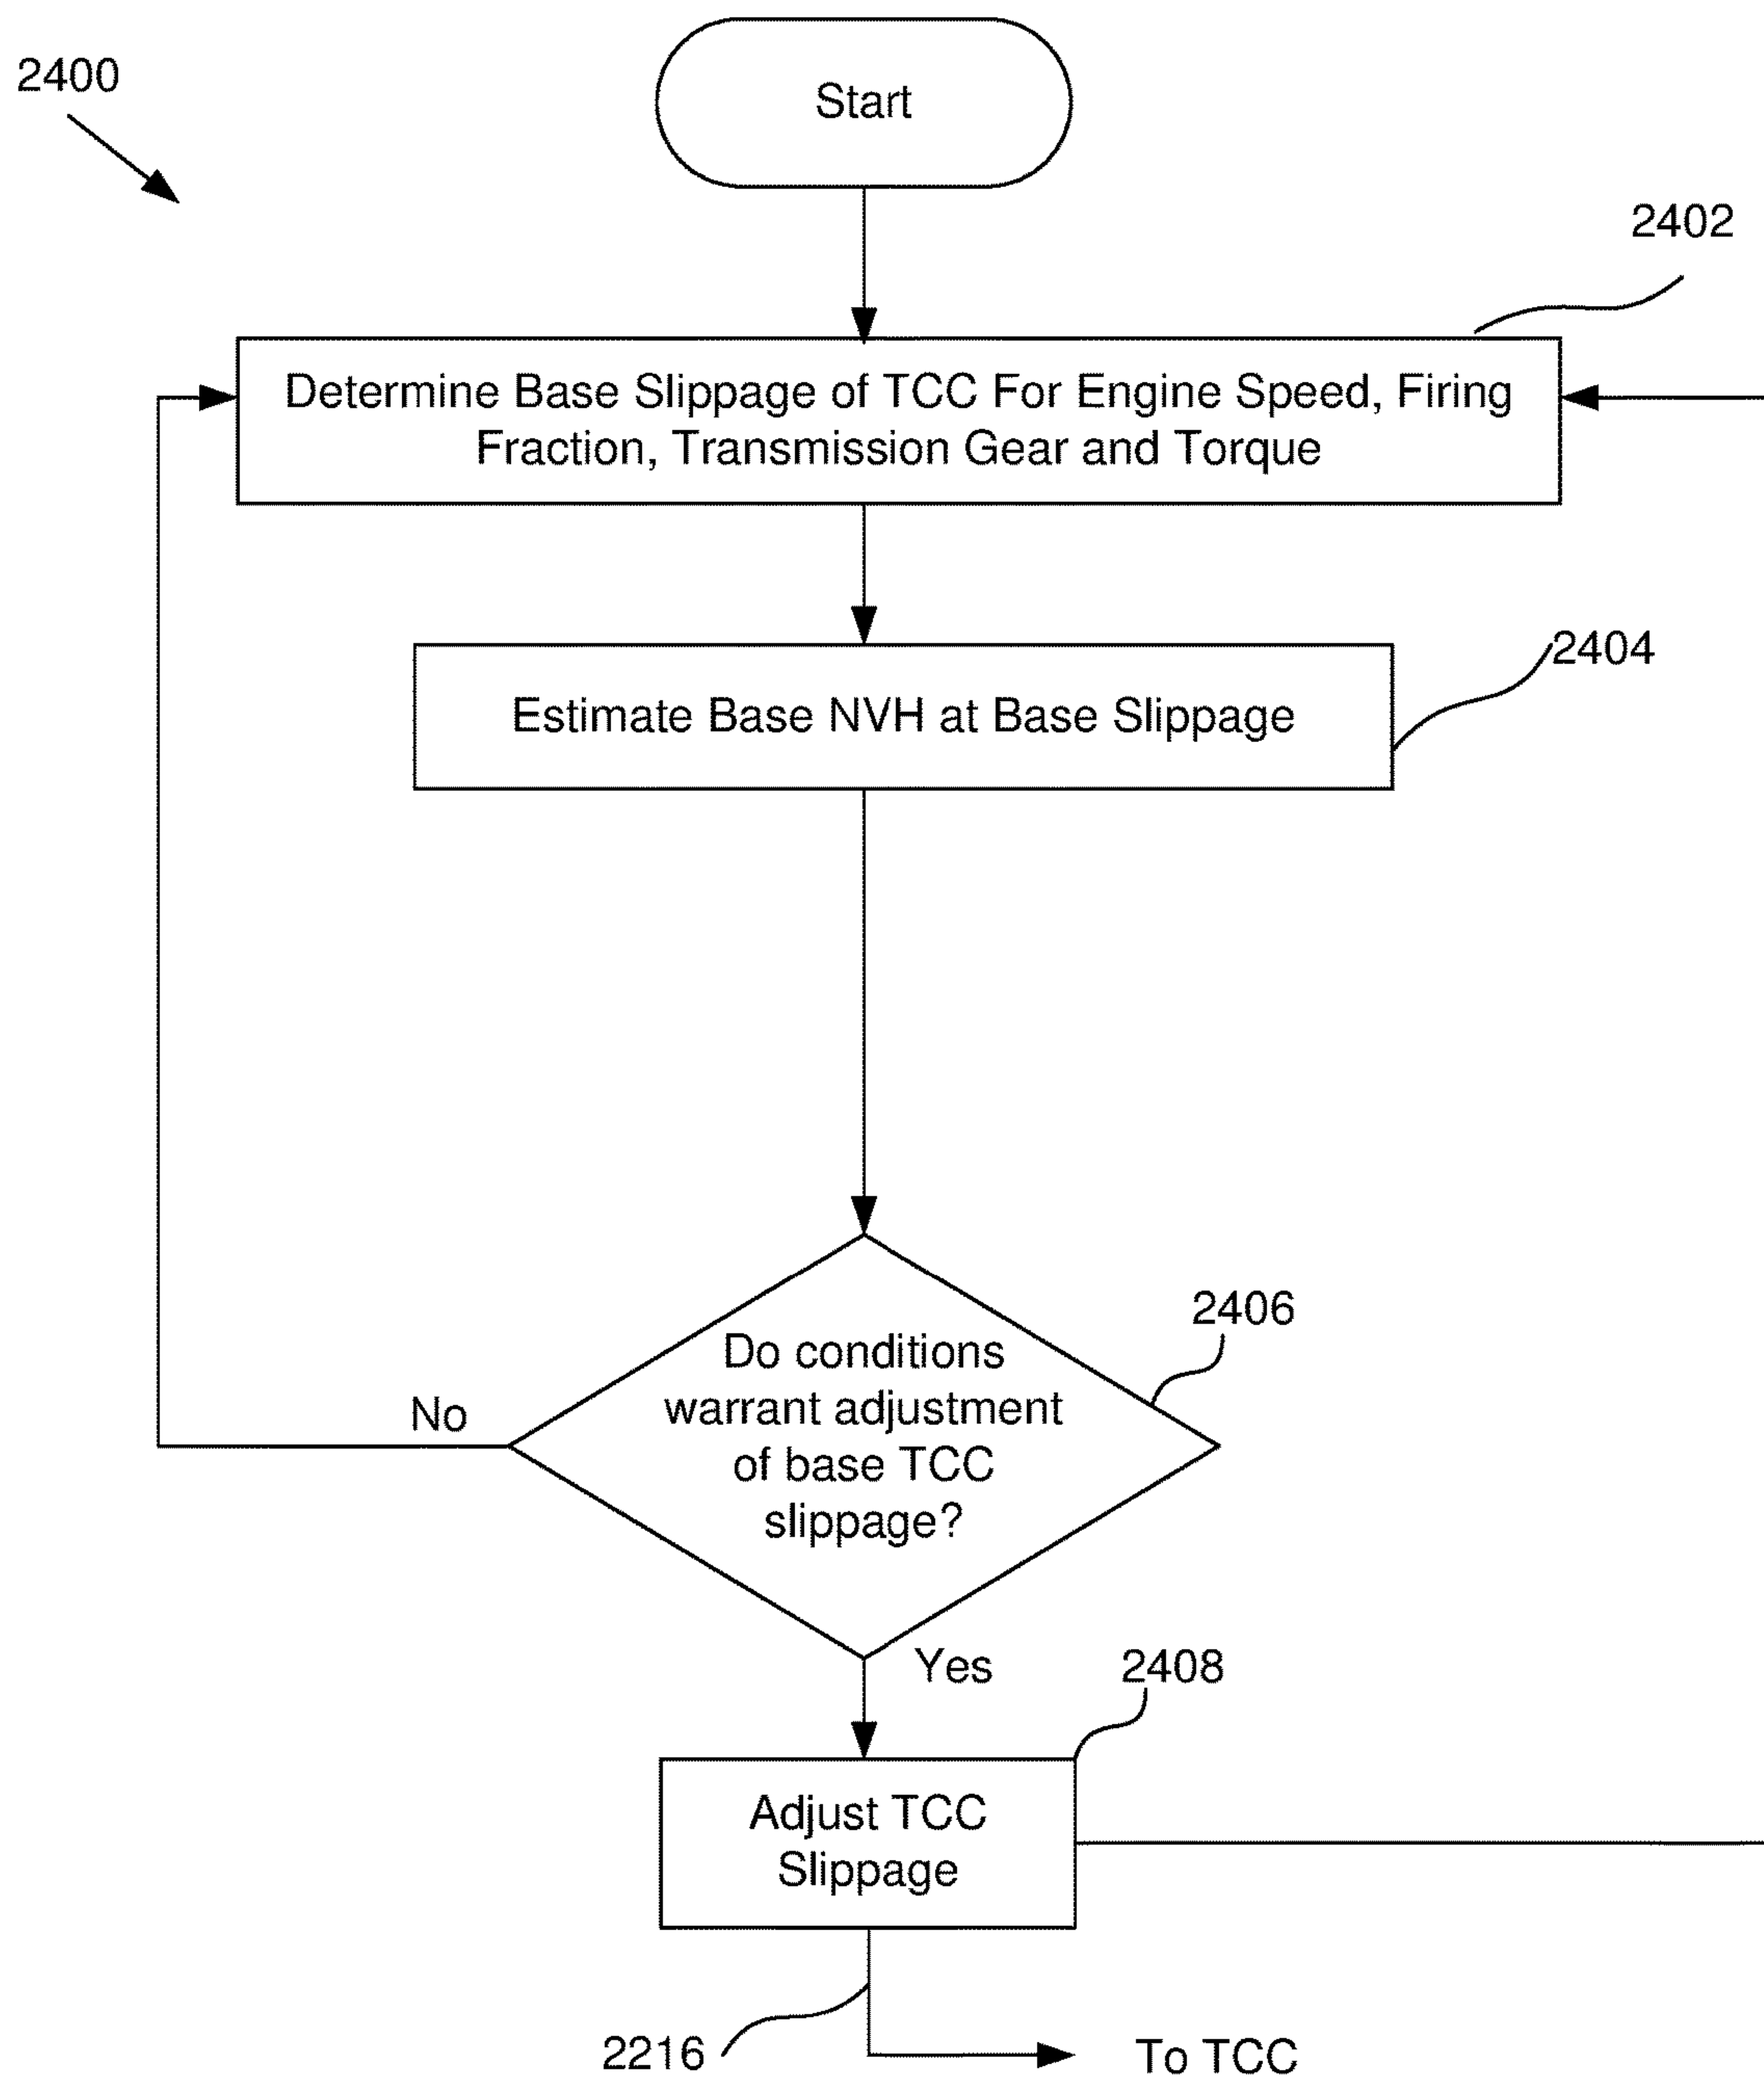 2400
Start
2402
Determine Base Slippage of TCC For Engine Speed, Firing
Fraction, Transmission Gear and Torque
2404
Estimate Base NVH at Base Slippage
2406
Do conditions
warrant adjustment
of base TCC
slippage?
No
Yes
2408
Adjust TCC
Slippage
2216
To TCC